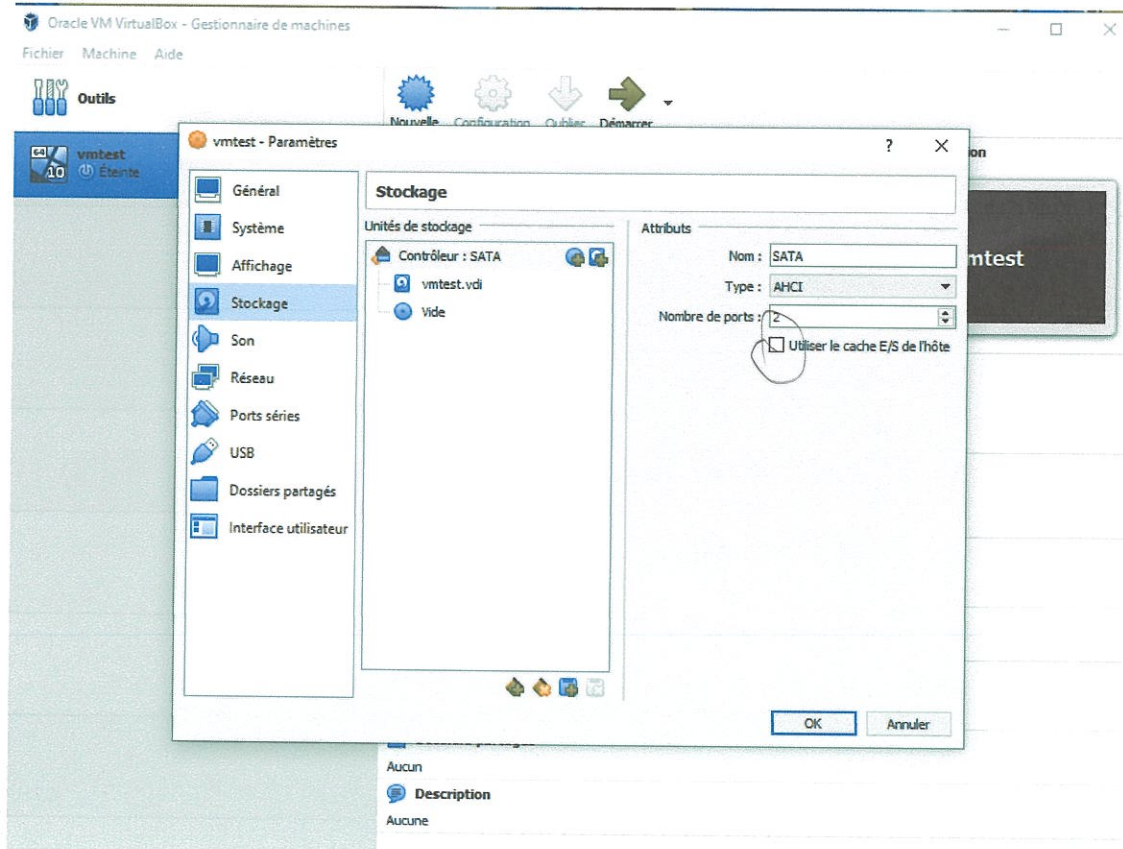 Oracle VM VirtualBox - Gestionnaire de machines
Fichier Machine Aide
Outils
Nouvelle Configuration Oublier Démarrer
64
10
vmtest
Éteinte
ion
mtest
vmtest - Paramètres
? 
Général
Système
Affichage
Stockage
Son
Réseau
Ports séries
USB
Dossiers partagés
Interface utilisateur
Stockage
Unités de stockage
Contrôleur : SATA
vmtest.vdi
Vide
Attributs
Nom : SATA
Type : AHCI
Nombre de ports : 2
Utiliser le cache E/S de l'hôte
OK Annuler
Aucun
Description
Aucune